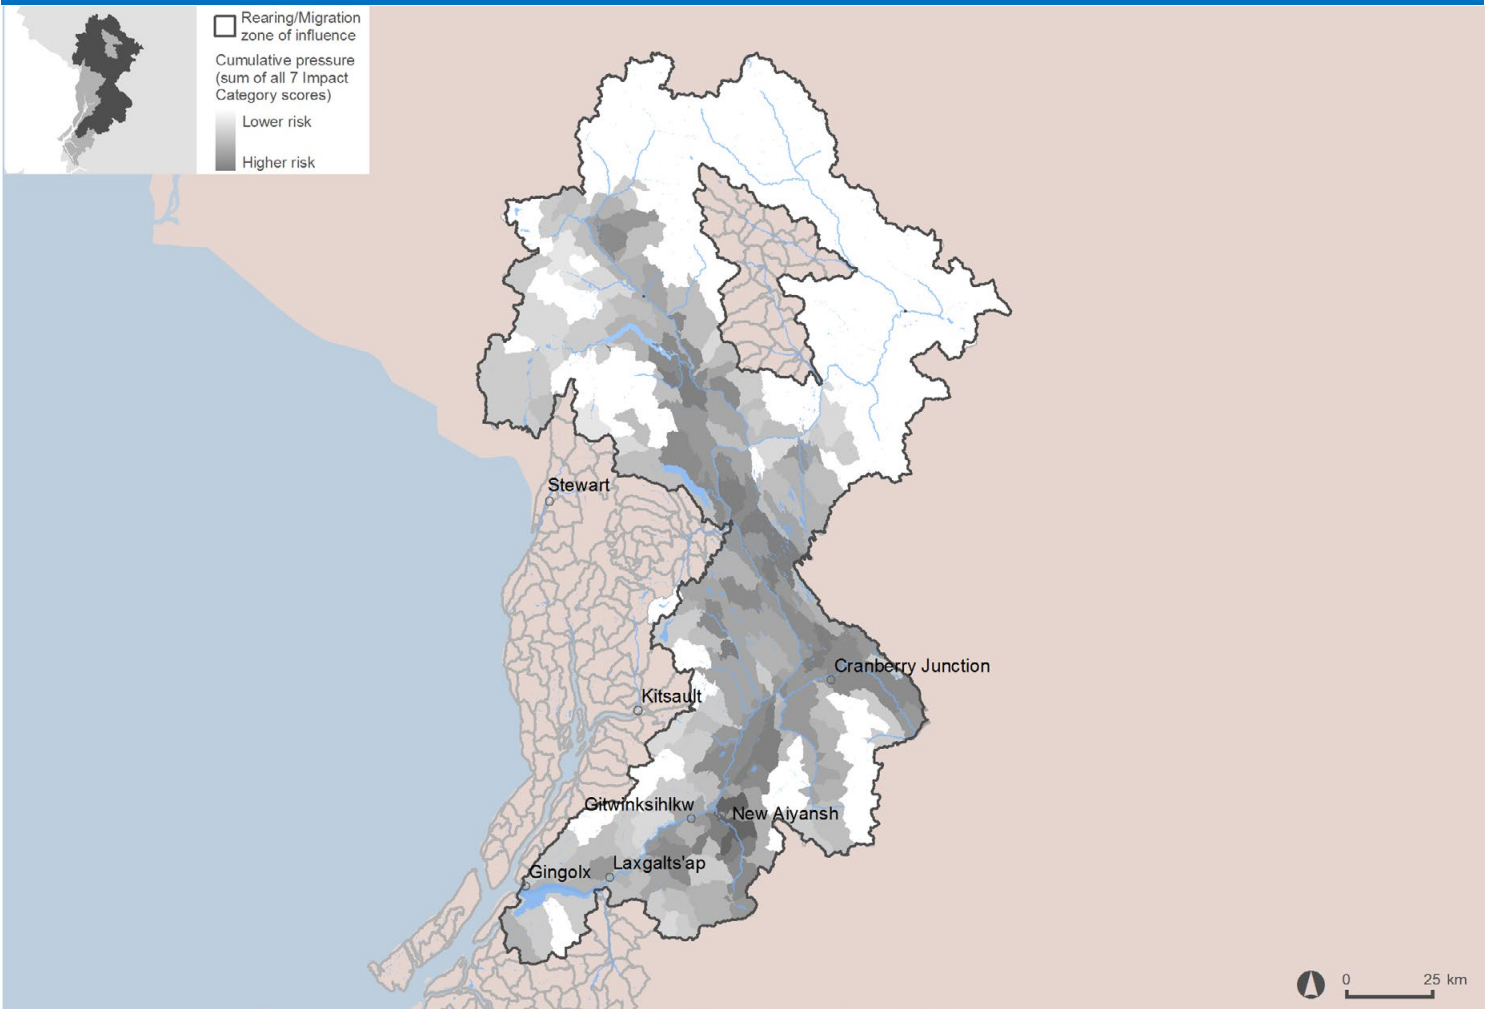 Rearing/Migration
zone of influence
Cumulative pressure
(sum of all 7 Impact
Category scores)
Lower risk
Higher risk
Stewart
Cranberry Junction
Kitsault
Gitwinksihlkw
New Aiyansh
Laxgalts'ap
Gingolx
0 25 km